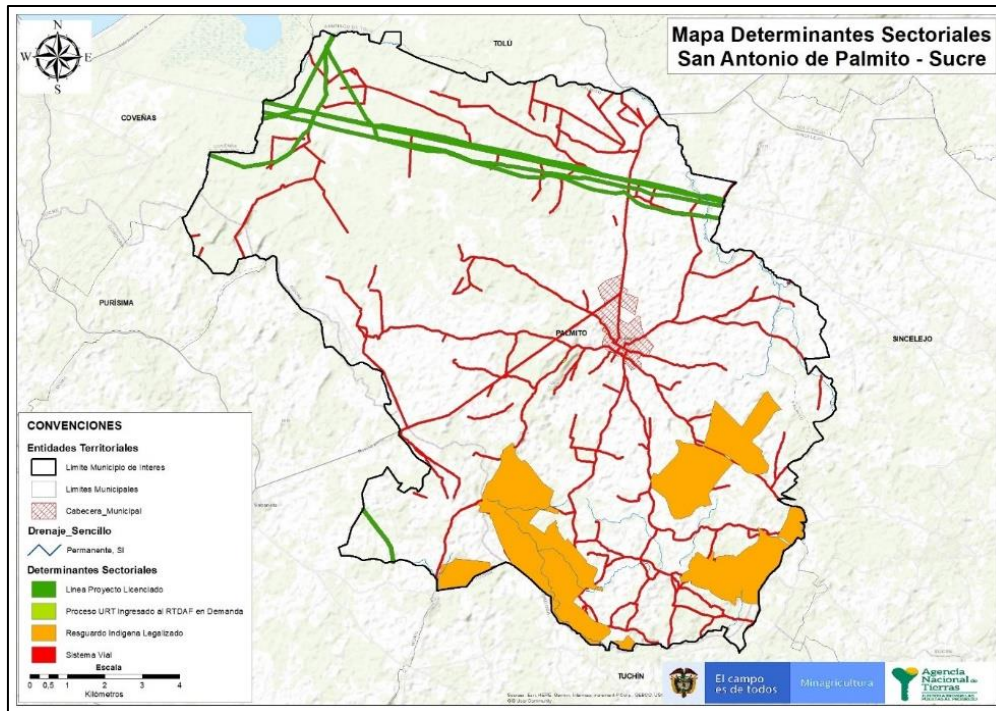 Mapa Determinantes Sectoriales
San Antonio de Palmito - Sucre
N
W
E
S
TOLÚ
COVEÑAS
PURÍSIMA
PALMITO
SINCELEJO
TUCHÍN
CONVENCIONES
Entidades Territoriales
Limite Municipio de Interes
Limites Municipales
Cabecera_Municipal
Drenaje_Sencillo
Permanente, SI
Determinantes Sectoriales
Linea Proyecto Licenciado
Proceso URT Ingresado al RTDAF en Demanda
Resguardo Indigena Legalizado
Sistema Vial
Escala
0 0,5 1 2 3 4
Kilómetros
El campo
es de todos
Minagricultura
Agencia
Nacional de
Tierras